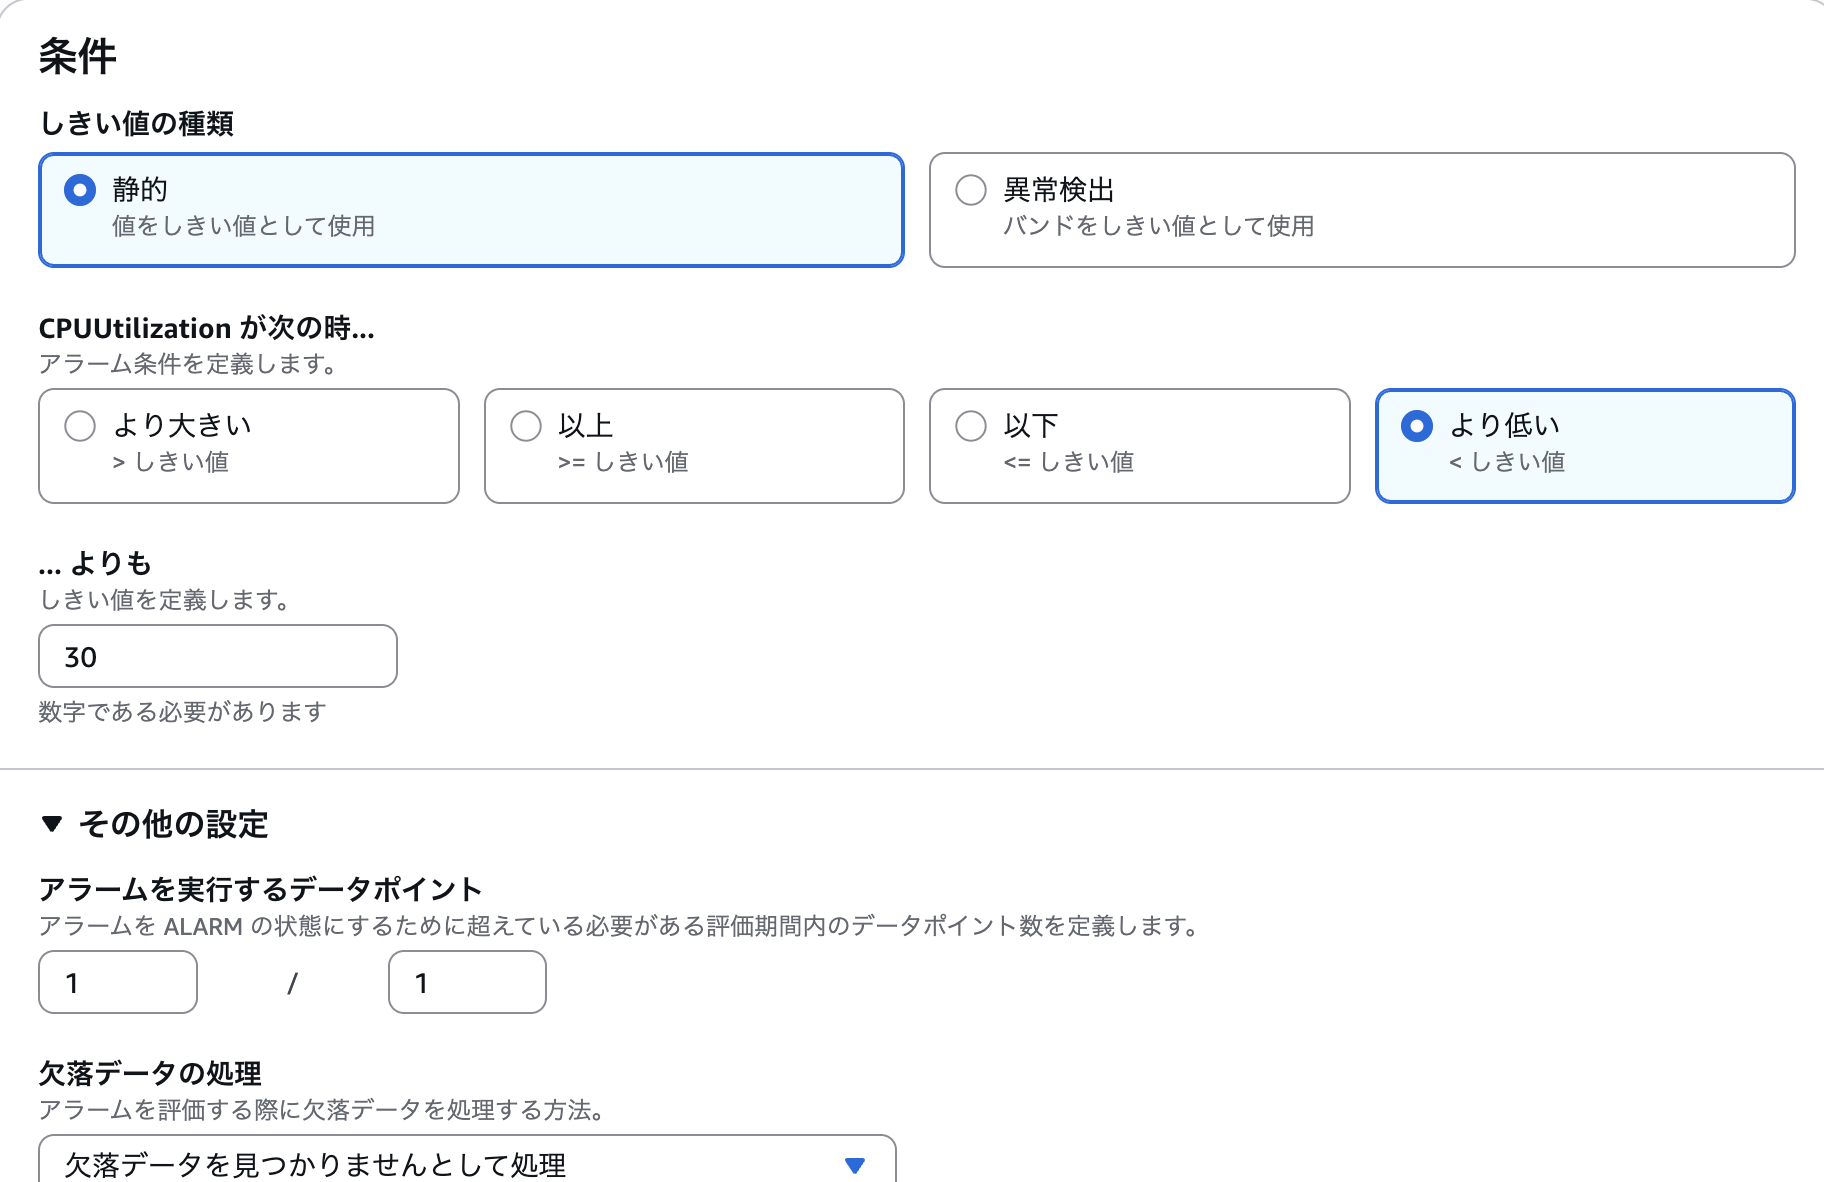 条件
しきい値の種類
静的
値をしきい値として使用
異常検出
バンドをしきい値として使用
CPUUtilization が次の時...
アラーム条件を定義します。
より大きい
> しきい値
以上
>= しきい値
以下
<= しきい値
より低い
< しきい値
... よりも
しきい値を定義します。
30
数字である必要があります
その他の設定
アラームを実行するデータポイント
アラームを ALARM の状態にするために超えている必要がある評価期間内のデータポイント数を定義します。
1 / 1
欠落データの処理
アラームを評価する際に欠落データを処理する方法。
欠落データを見つかりませんとして処理